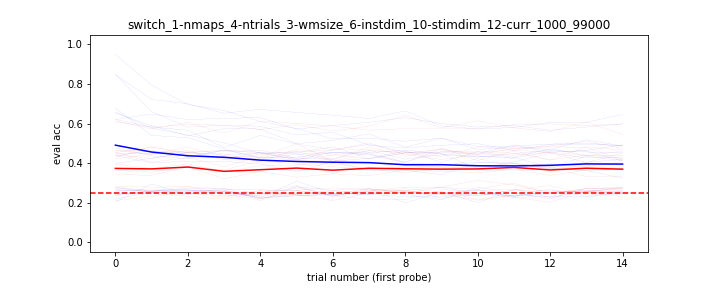 switch_1-nmaps_4-ntrials_3-wmsize_6-instdim_10-stimdim_12-curr_1000_99000
1.0
0.8
0.6
0.4
0.2
0.0
eval acc
0 2 4 6 8 10 12 14
trial number (first probe)